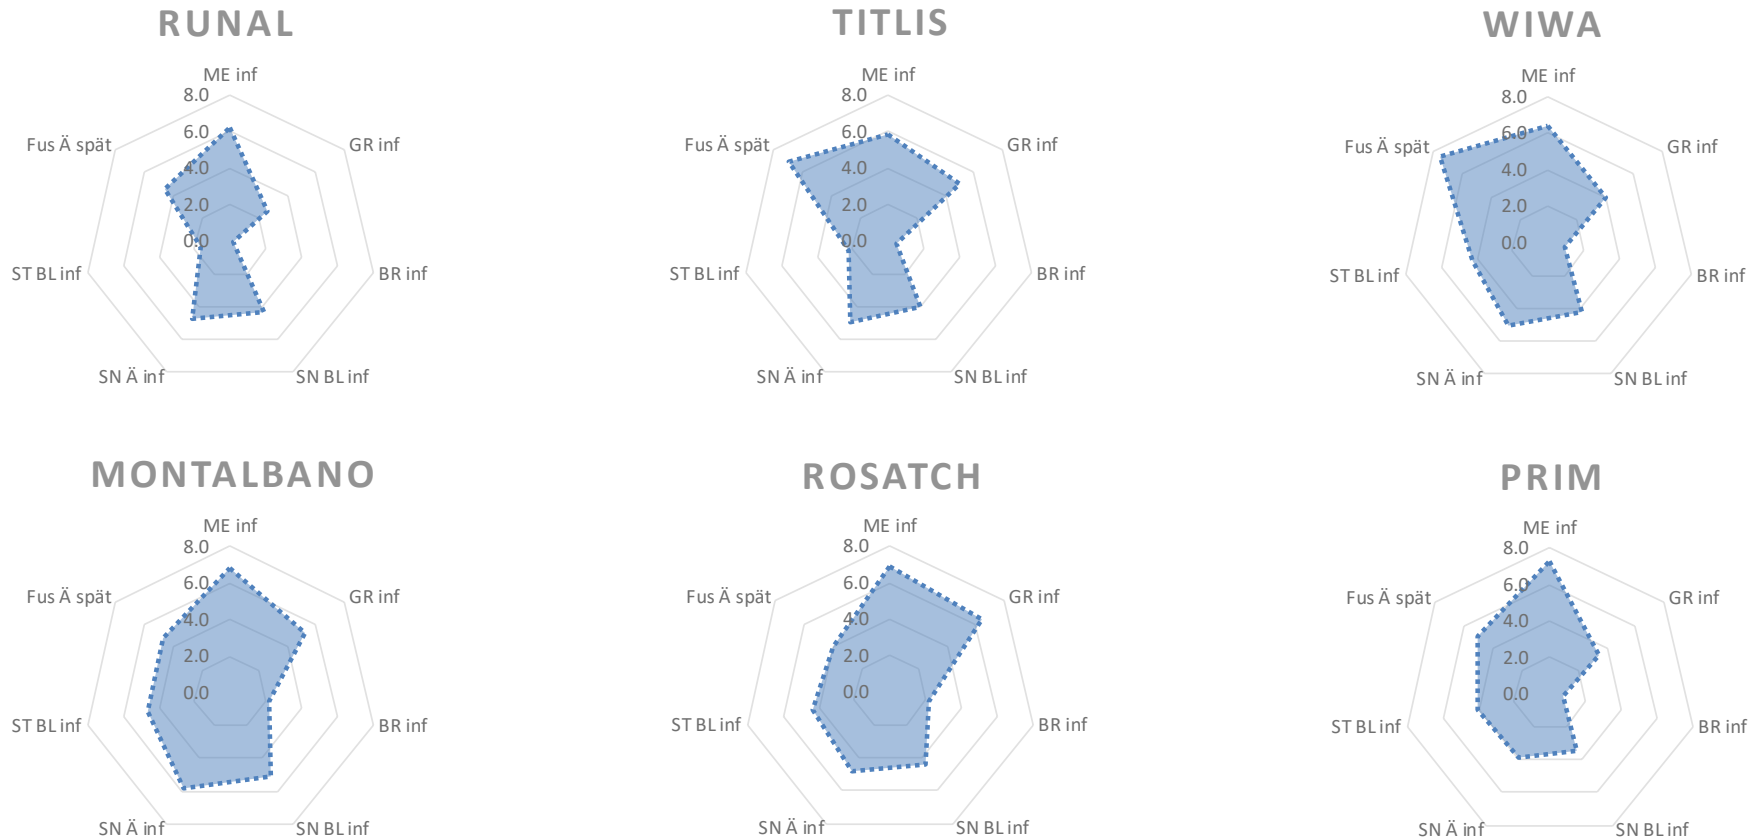 RUNAL
ME inf
8.0
6.0
Fus Ä spät
GR inf
4.0
2.0
0.0
ST BL inf
BR inf
SN Ä inf
SN BL inf
TITLIS
ME inf
8.0
6.0
Fus Ä spät
GR inf
4.0
2.0
0.0
ST BL inf
BR inf
SN Ä inf
SN BL inf
WIWA
ME inf
8.0
6.0
Fus Ä spät
GR inf
4.0
2.0
0.0
ST BL inf
BR inf
SN Ä inf
SN BL inf
MONTALBANO
ME inf
8.0
6.0
Fus Ä spät
GR inf
4.0
2.0
0.0
ST BL inf
BR inf
SN Ä inf
SN BL inf
ROSATCH
ME inf
8.0
6.0
Fus Ä spät
GR inf
4.0
2.0
0.0
ST BL inf
BR inf
SN Ä inf
SN BL inf
PRIM
ME inf
8.0
6.0
Fus Ä spät
GR inf
4.0
2.0
0.0
ST BL inf
BR inf
SN Ä inf
SN BL inf